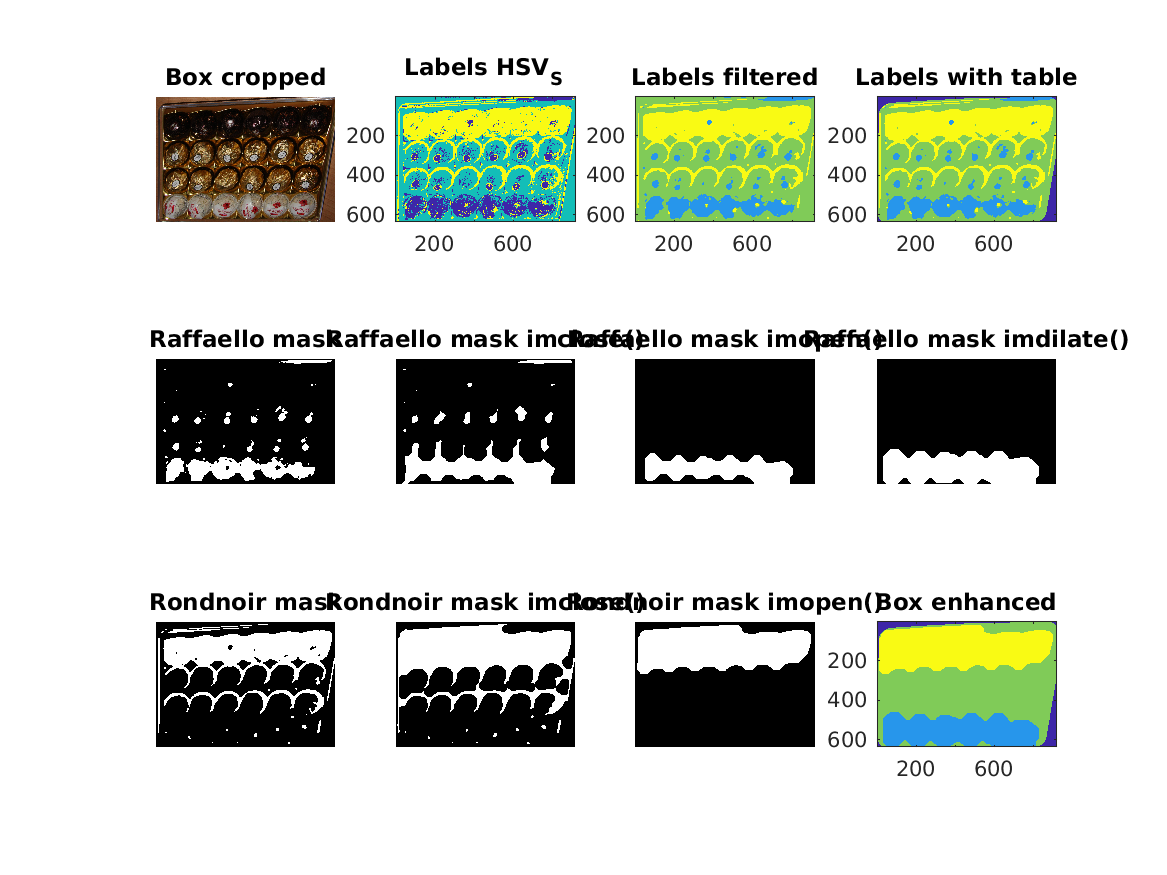 Box cropped
Labels HSV_S
Labels filtered
Labels with table
200
400
600
200 600
200
400
600
200 600
200
400
600
200 600
Raffaello mask
Raffaello mask imclose()
Raffaello mask imopen()
Raffaello mask imdilate()
Rondnoir mask
Rondnoir mask imclose()
Rondnoir mask imopen()
Box enhanced
200
400
600
200 600